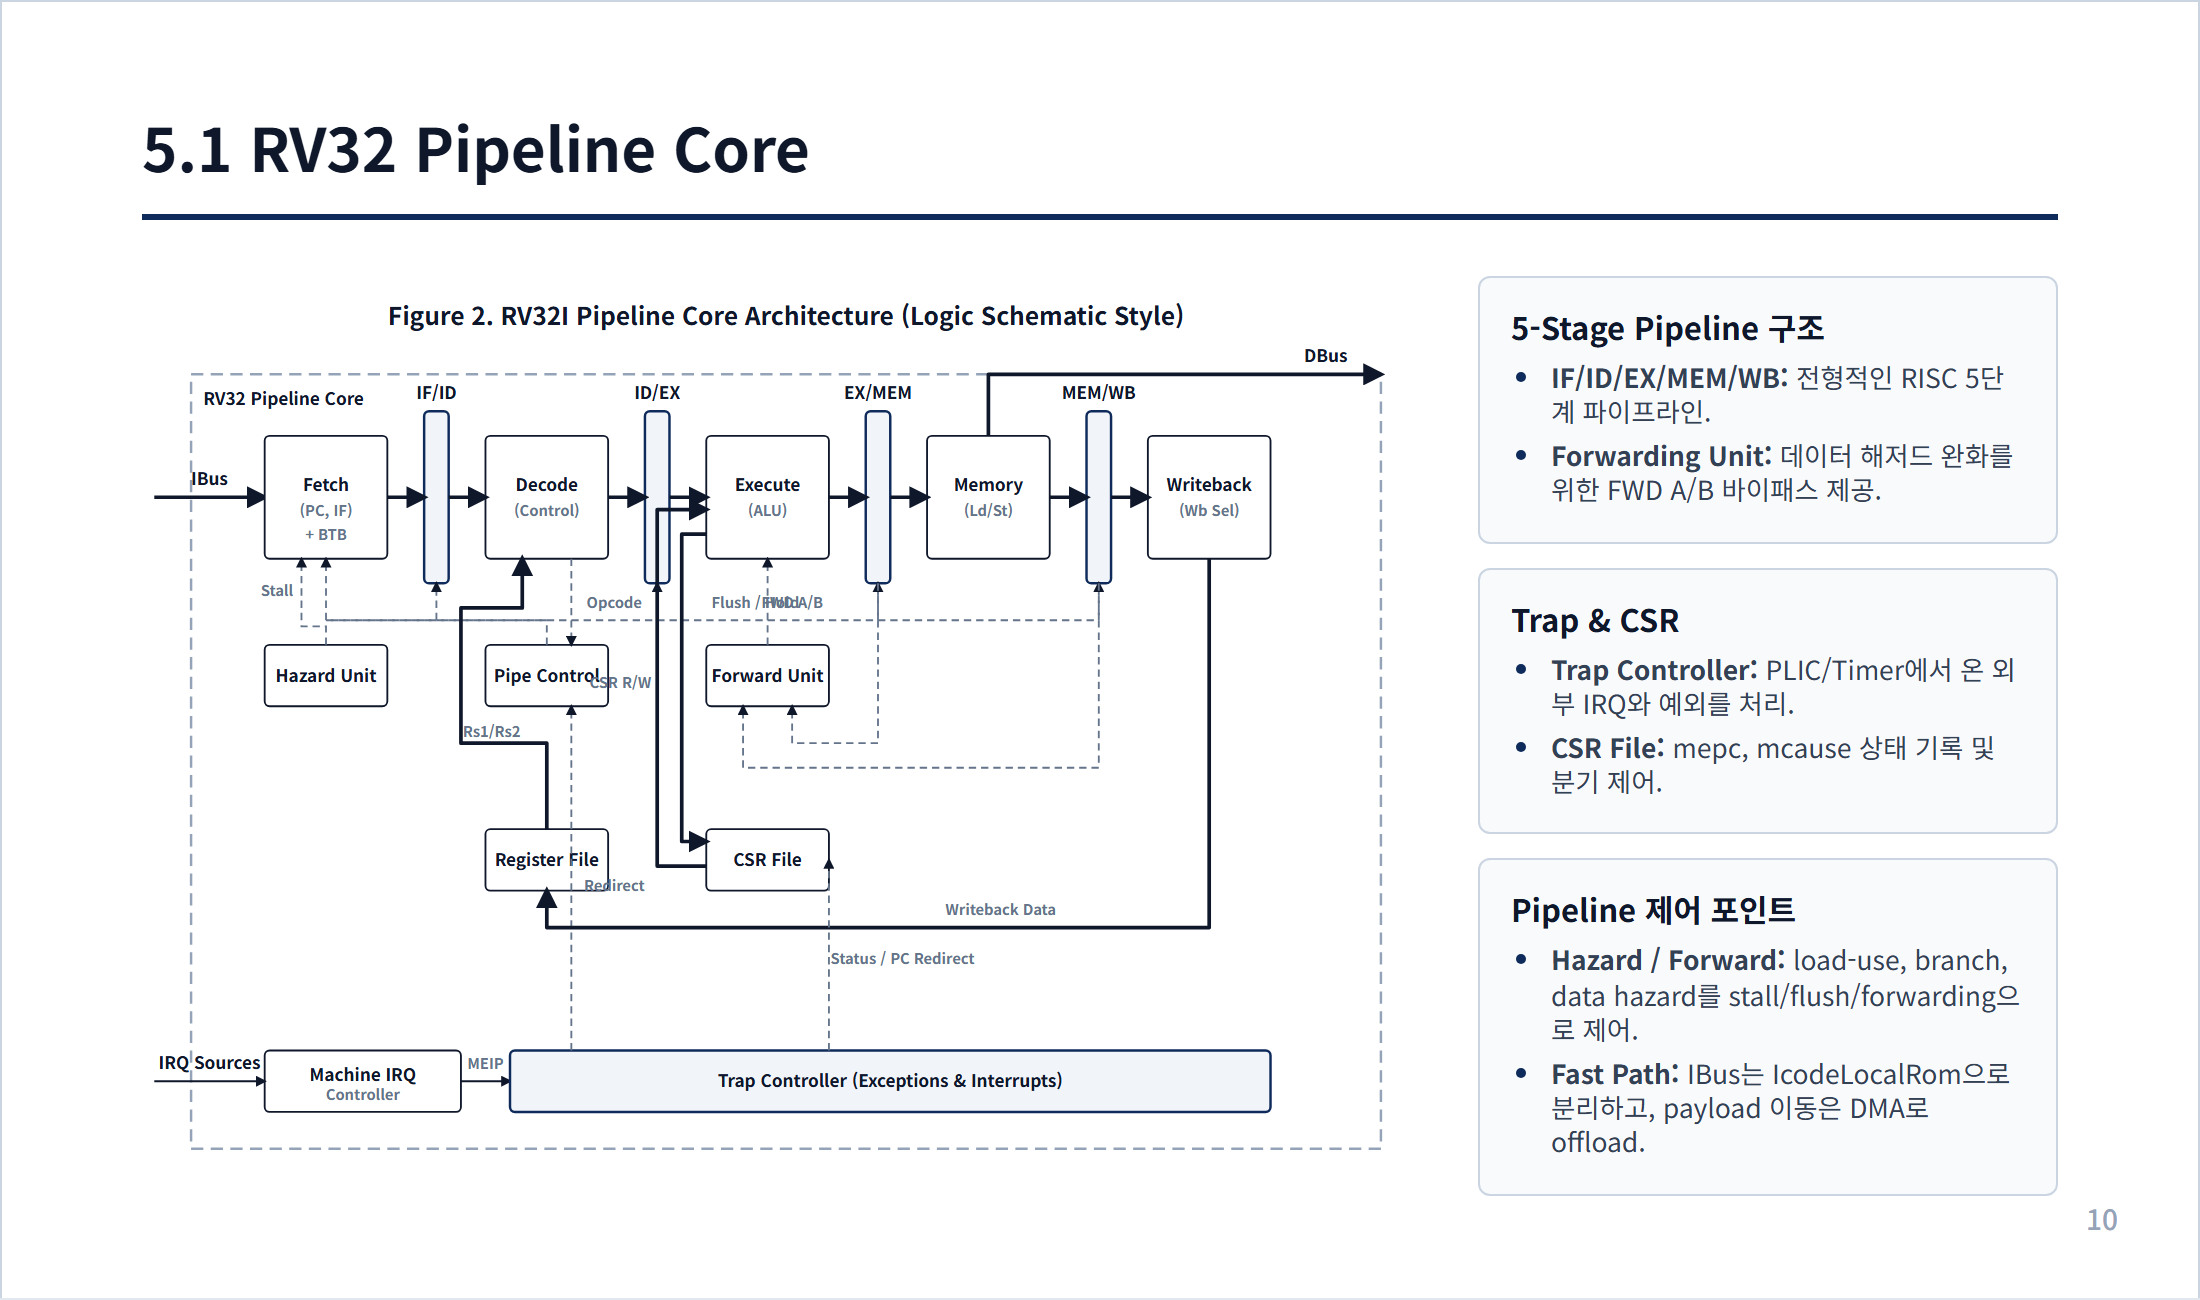 5.1 RV32 Pipeline Core
Figure 2. RV32I Pipeline Core Architecture (Logic Schematic Style)
DBus
RV32 Pipeline Core
IF/ID
ID/EX
EX/MEM
MEM/WB
IBus
Fetch
(PC, IF)
+ BTB
Decode
(Control)
Execute
(ALU)
Memory
(Ld/St)
Writeback
(Wb Sel)
Stall
Opcode
Flush / Hold
FWD A/B
Hazard Unit
Pipe Control
CSR R/W
Forward Unit
Rs1/Rs2
Register File
CSR File
Redirect
Writeback Data
Status / PC Redirect
IRQ Sources
Machine IRQ
Controller
MEIP
Trap Controller (Exceptions & Interrupts)
5-Stage Pipeline 구조
IF/ID/EX/MEM/WB: 전형적인 RISC 5단
계 파이프라인.
Forwarding Unit: 데이터 해저드 완화를
위한 FWD A/B 바이패스 제공.
Trap & CSR
Trap Controller: PLIC/Timer에서 온 외
부 IRQ와 예외를 처리.
CSR File: mepc, mcause 상태 기록 및
분기 제어.
Pipeline 제어 포인트
Hazard / Forward: load-use, branch,
data hazard를 stall/flush/forwarding으
로 제어.
Fast Path: IBus는 IcodeLocalRom으로
분리하고, payload 이동은 DMA로
offload.
10